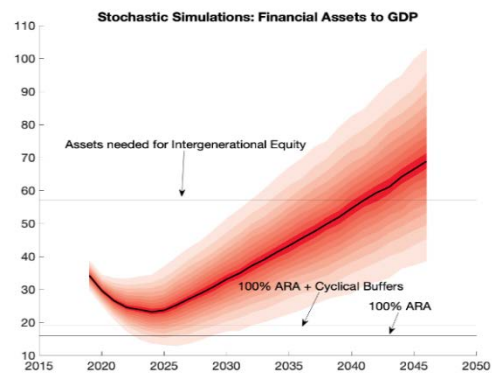 Stochastic Simulations: Financial Assets to GDP
110
100
90
80
70
60
50
40
30
20
10
Assets needed for Intergenerational Equity
100% ARA + Cyclical Buffers
100% ARA
2015 2020 2025 2030 2035 2040 2045 2050